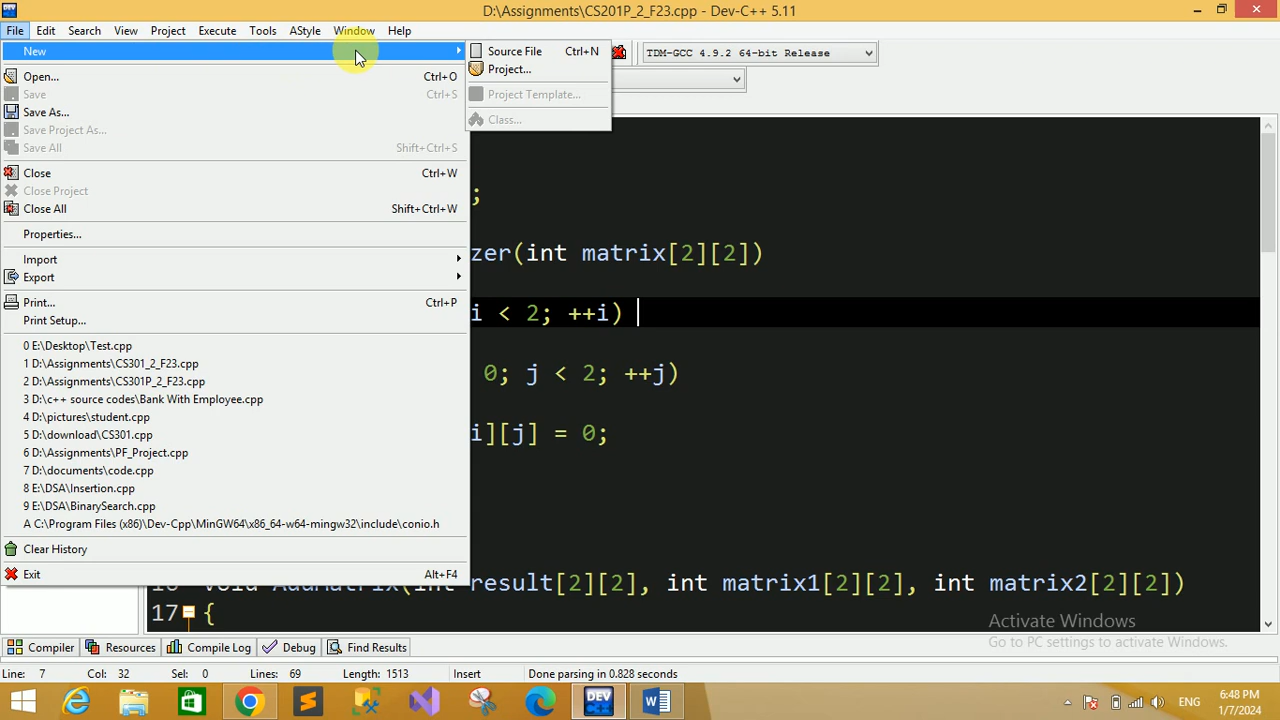 D:\Assignments\CS201P_2_F23.cpp - Dev-C++ 5.11
File Edit Search View Project Execute Tools AStyle Window Help
New
Source File Ctrl+N
TDM-GCC 4.9.2 64-bit Release
Project...
Open... Ctrl+O
Save Ctrl+S
Project Template...
Save As...
Class...
Save Project As...
Save All Shift+Ctrl+S
Close Ctrl+W
Close Project
;
Close All Shift+Ctrl+W
Properties...
zer(int matrix[2][2])
Import
Export
Print... Ctrl+P
i < 2; ++i)
Print Setup...
0 E:\Desktop\Test.cpp
1 D:\Assignments\CS301_2_F23.cpp
0; j < 2; ++j)
2 D:\Assignments\CS301P_2_F23.cpp
3 D:\c++ source codes\Bank With Employee.cpp
4 D:\pictures\student.cpp
5 D:\download\CS301.cpp
i][j] = 0;
6 D:\Assignments\PF_Project.cpp
7 D:\documents\code.cpp
8 E:\DSA\Insertion.cpp
9 E:\DSA\BinarySearch.cpp
A C:\Program Files (x86)\Dev-Cpp\MinGW64\x86_64-w64-mingw32\include\conio.h
Clear History
Exit Alt+F4
16 void AddMatrix(int result[2][2], int matrix1[2][2], int matrix2[2][2])
17 {
Activate Windows
Go to PC settings to activate Windows.
Compiler Resources Compile Log Debug Find Results
Line: 7 Col: 32 Sel: 0 Lines: 69 Length: 1513 Insert Done parsing in 0.828 seconds
DEV C++
ENG
6:48 PM
1/7/2024